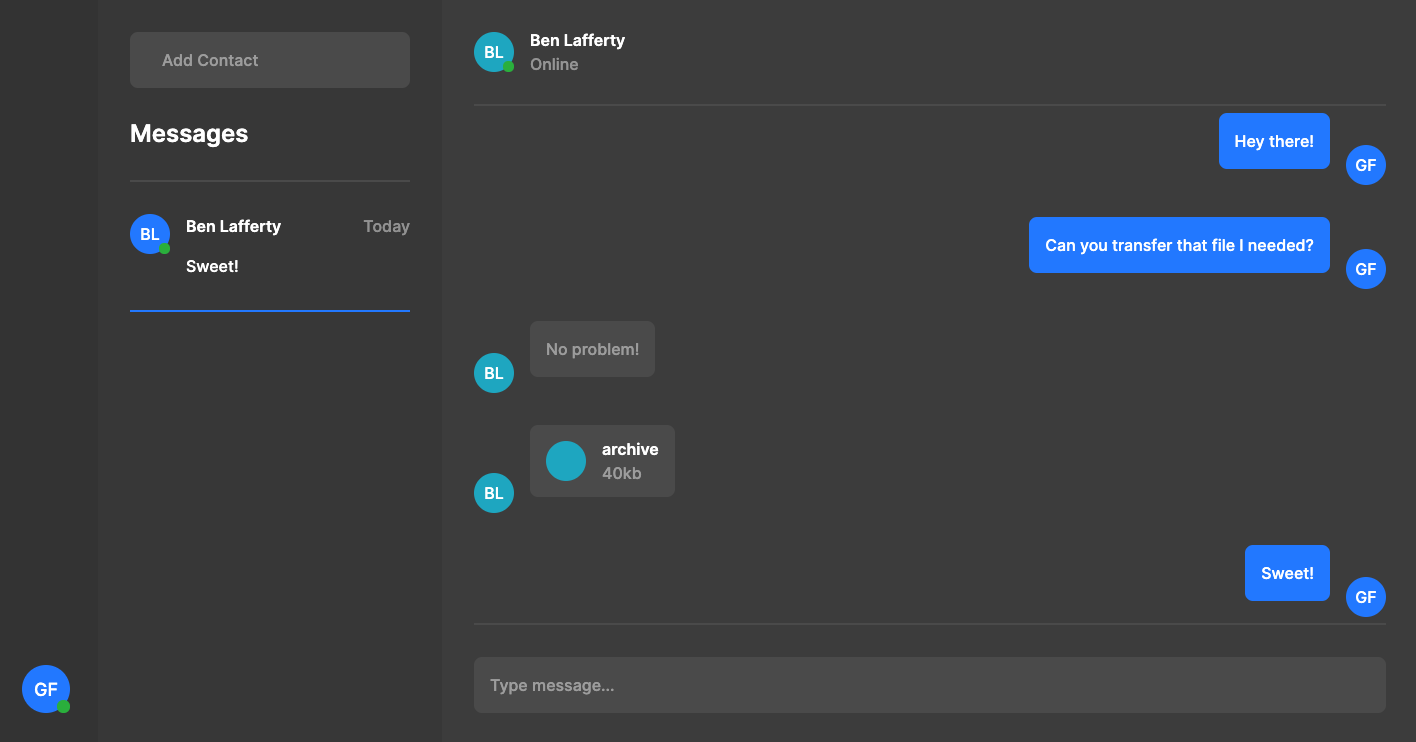 Add Contact
Messages
BL
Ben Lafferty
Today
Sweet!
GF
BL
Ben Lafferty
Online
Hey there!
GF
Can you transfer that file I needed?
GF
No problem!
BL
archive
40kb
BL
Sweet!
GF
Type message...